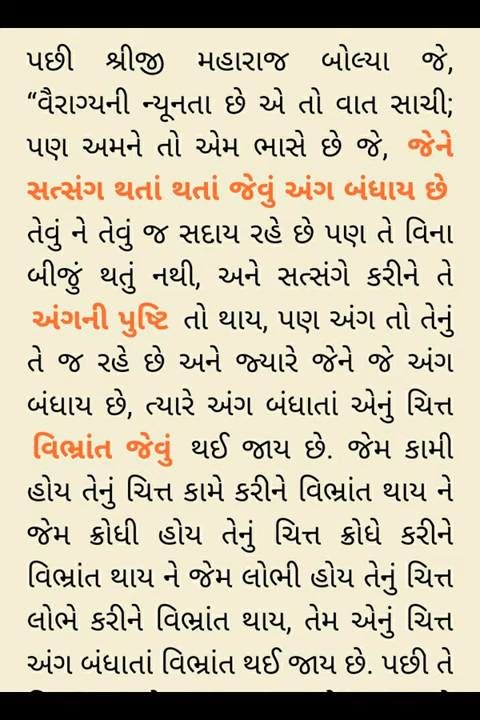 પછી શ્રીજી મહારાજ બોલ્યા જે,
“વૈરાગ્યની ન્યૂનતા છે એ તો વાત સાચી;
પણ અમને તો એમ ભાસે છે જે, જેને
સત્સંગ થતાં થતાં જેવું અંગ બંધાય છે
તેવું ને તેવું જ સદાય રહે છે પણ તે વિના
બીજું થતું નથી, અને સત્સંગે કરીને તે
અંગની પુષ્ટિ તો થાય, પણ અંગ તો તેનું
તે જ રહે છે અને જ્યારે જેને જે અંગ
બંધાય છે, ત્યારે અંગ બંધાતાં એનું ચિત્ત
વિભ્રાંત જેવું થઈ જાય છે. જેમ કામી
હોય તેનું ચિત્ત કામે કરીને વિભ્રાંત થાય ને
જેમ ક્રોધી હોય તેનું ચિત્ત ક્રોધે કરીને
વિભ્રાંત થાય ને જેમ લોભી હોય તેનું ચિત્ત
લોભે કરીને વિભ્રાંત થાય, તેમ એનું ચિત્ત
અંગ બંધાતાં વિભ્રાંત થઈ જાય છે. પછી તે